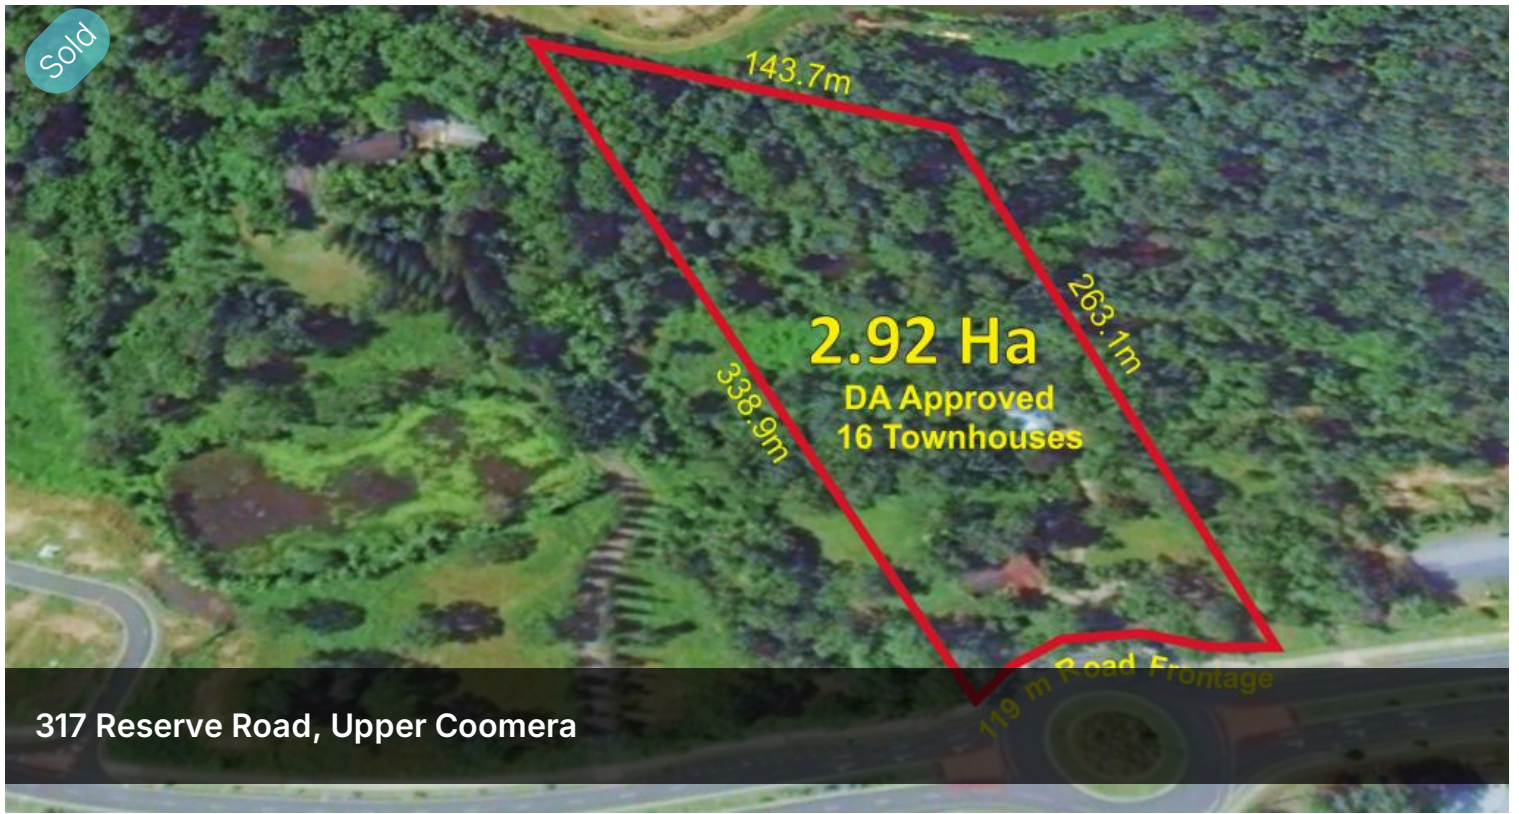 Sold
143.7m
263.1m
2.92 Ha
338.9m
DA Approved
16 Townhouses
119 m Road Frontage
317 Reserve Road, Upper Coomera